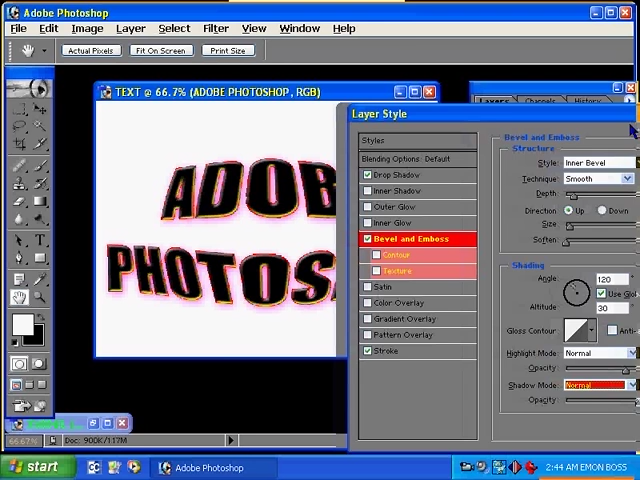 Adobe Photoshop
File Edit Image Layer Select Filter View Window Help
Actual Pixels Fit On Screen Print Size
TEXT @ 66.7% (ADOBE PHOTOSHOP , RGB)
Layers Channels History
ADOB
PHOTOS
Layer Style
Styles
Blending Options: Default
Drop Shadow
Inner Shadow
Outer Glow
Inner Glow
Bevel and Emboss
Contour
Texture
Satin
Color Overlay
Gradient Overlay
Pattern Overlay
Stroke
Bevel and Emboss
Structure
Style: Inner Bevel
Technique: Smooth
Depth:
Direction: Up Down
Size:
Soften:
Shading
Angle: 120
Use Glo
Altitude: 30
Gloss Contour: Anti-
Highlight Mode: Normal
Opacity:
Shadow Mode: Normal
Opacity:
66.67% Doc: 900K/1.17M
start Adobe Photoshop 2:44 AM EMON BOSS